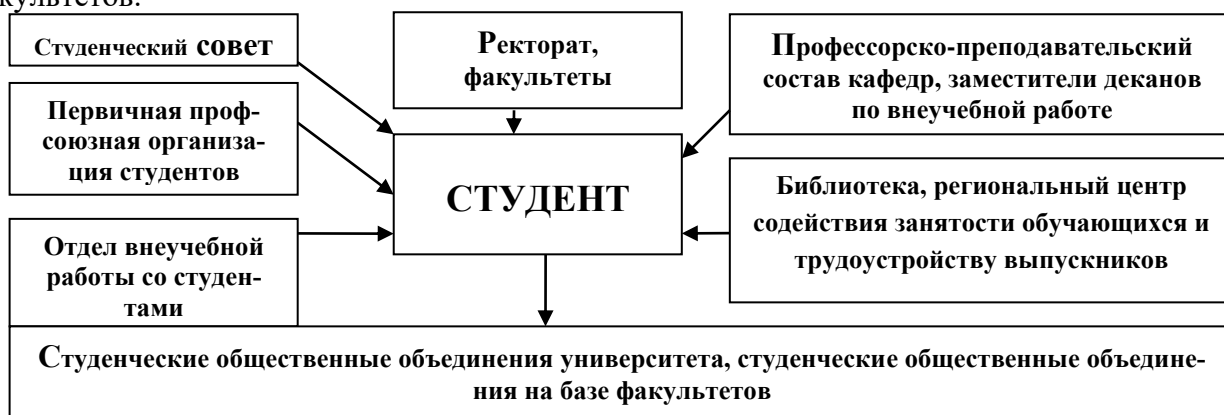 культетов.
Студенческий совет
Ректорат,
факультеты
Профессорско-преподавательский
состав кафедр, заместители деканов
по внеучебной работе
Первичная проф-
союзная организа-
ция студентов
СТУДЕНТ
Библиотека, региональный центр
содействия занятости обучающихся и
трудоустройству выпускников
Отдел внеучебной
работы со студен-
тами
Студенческие общественные объединения университета, студенческие общественные объедине-
ния на базе факультетов